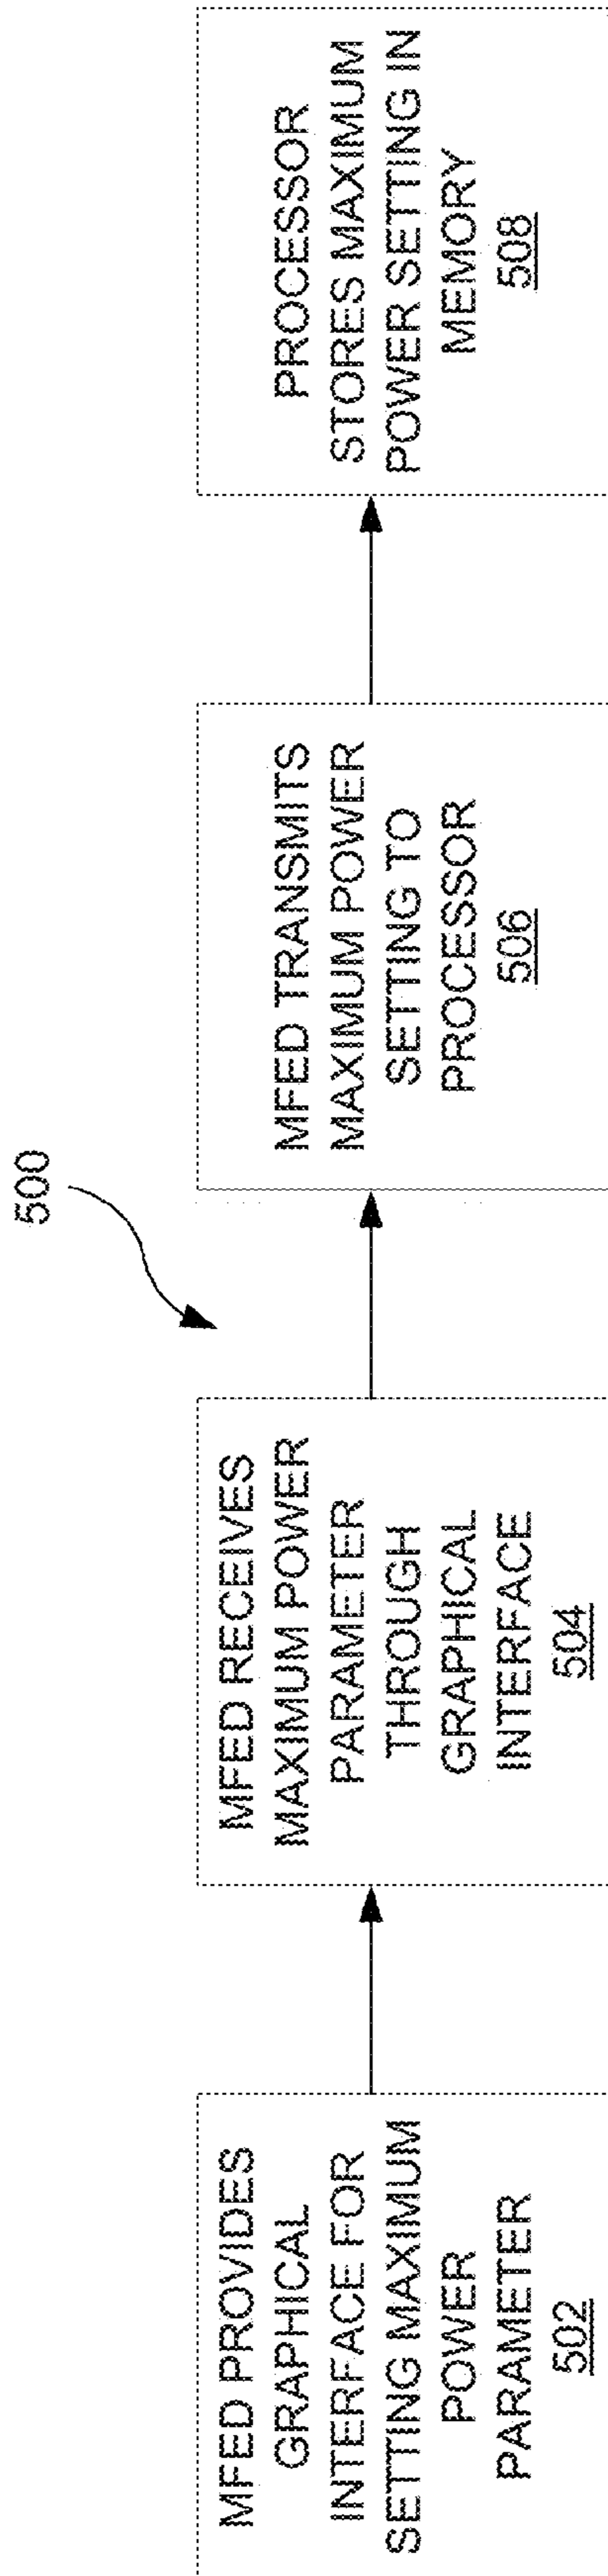 500
MFED PROVIDES
GRAPHICAL
INTERFACE FOR
SETTING MAXIMUM
POWER
PARAMETER
502
MFED RECEIVES
MAXIMUM POWER
PARAMETER
THROUGH
GRAPHICAL
INTERFACE
504
MFED TRANSMITS
MAXIMUM POWER
SETTING TO
PROCESSOR
506
PROCESSOR
STORES MAXIMUM
POWER SETTING IN
MEMORY
508